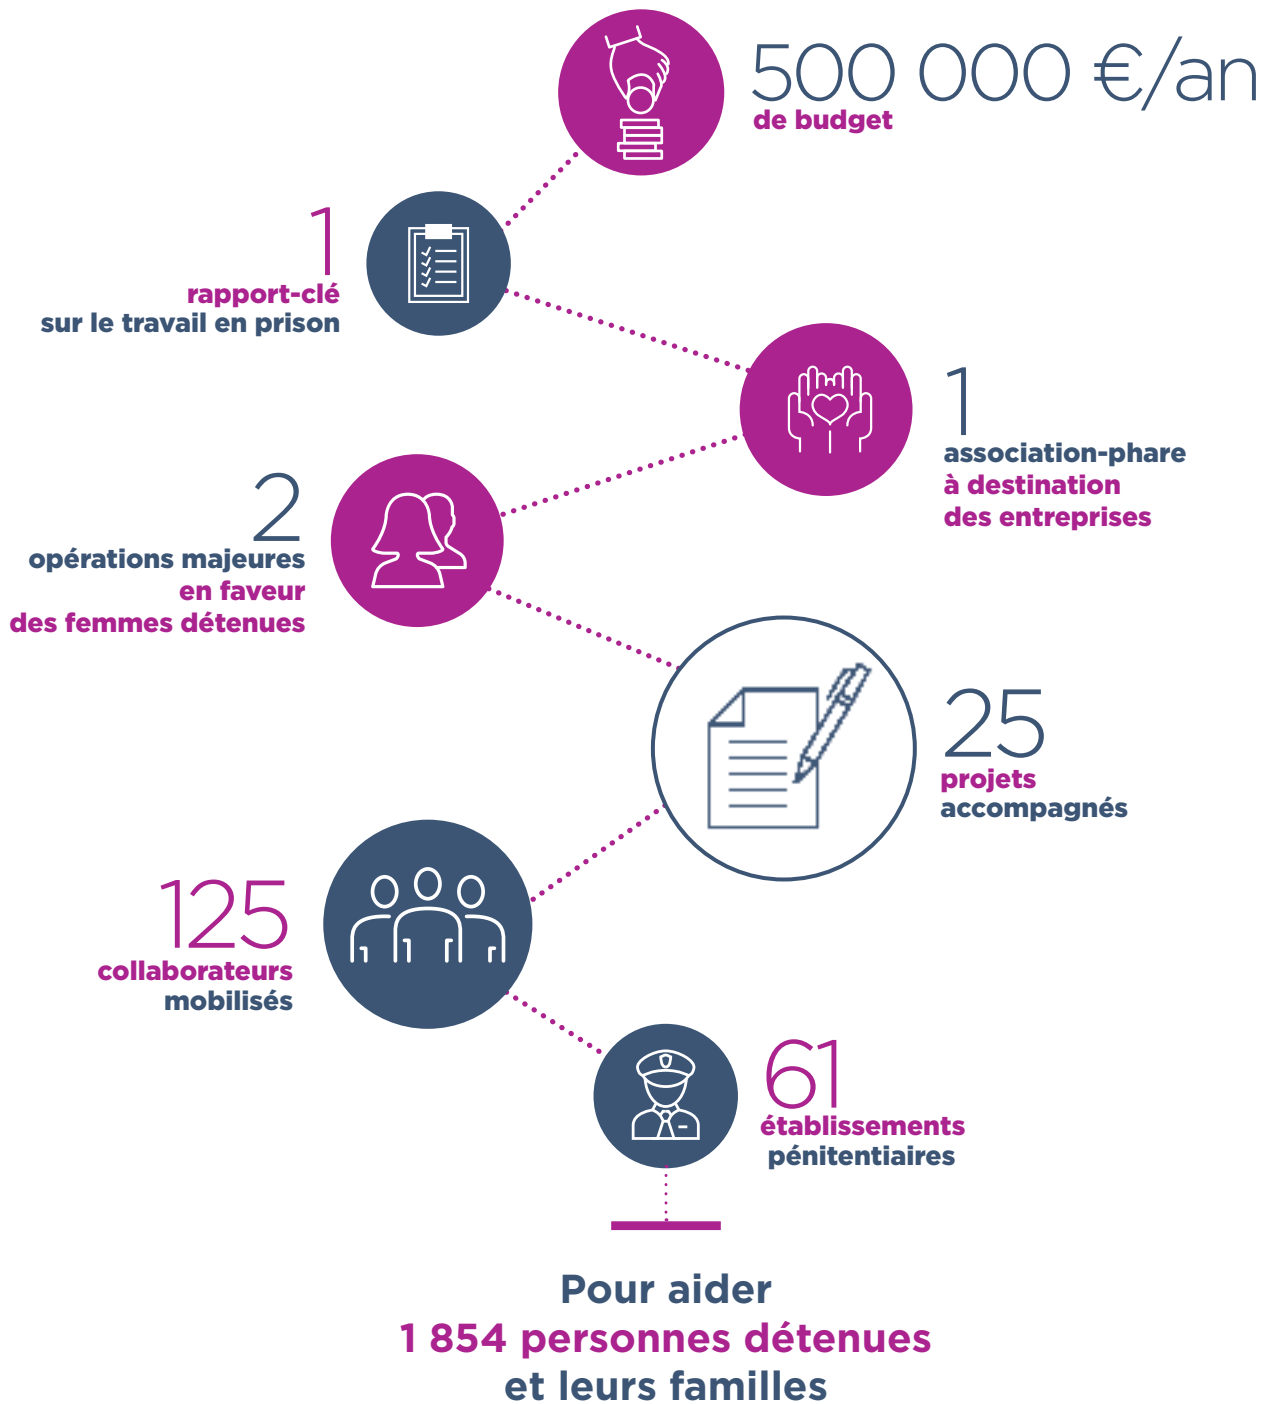 500 000 €/an
de budget
1
rapport-clé
sur le travail en prison
1
association-phare
à destination
des entreprises
2
opérations majeures
en faveur
des femmes détenues
25
projets
accompagnés
125
collaborateurs
mobilisés
61
établissements
pénitentiaires
Pour aider
1 854 personnes détenues
et leurs familles